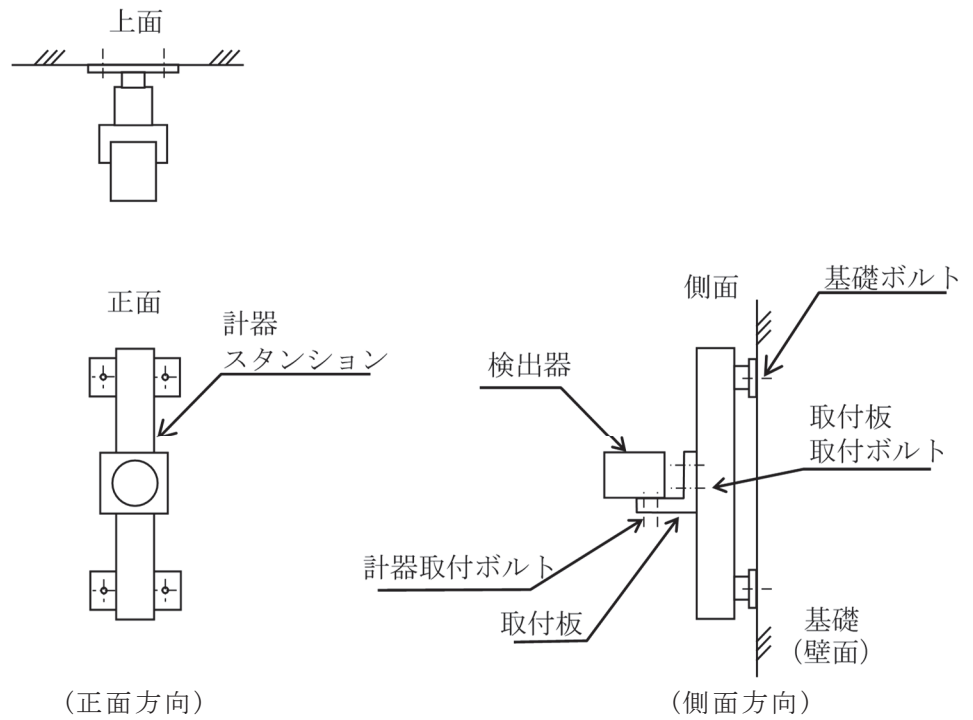 上面
正面
計器
スタンション
(正面方向)
側面
基礎ボルト
検出器
取付板
取付ボルト
計器取付ボルト
取付板
基礎
(壁面)
(側面方向)